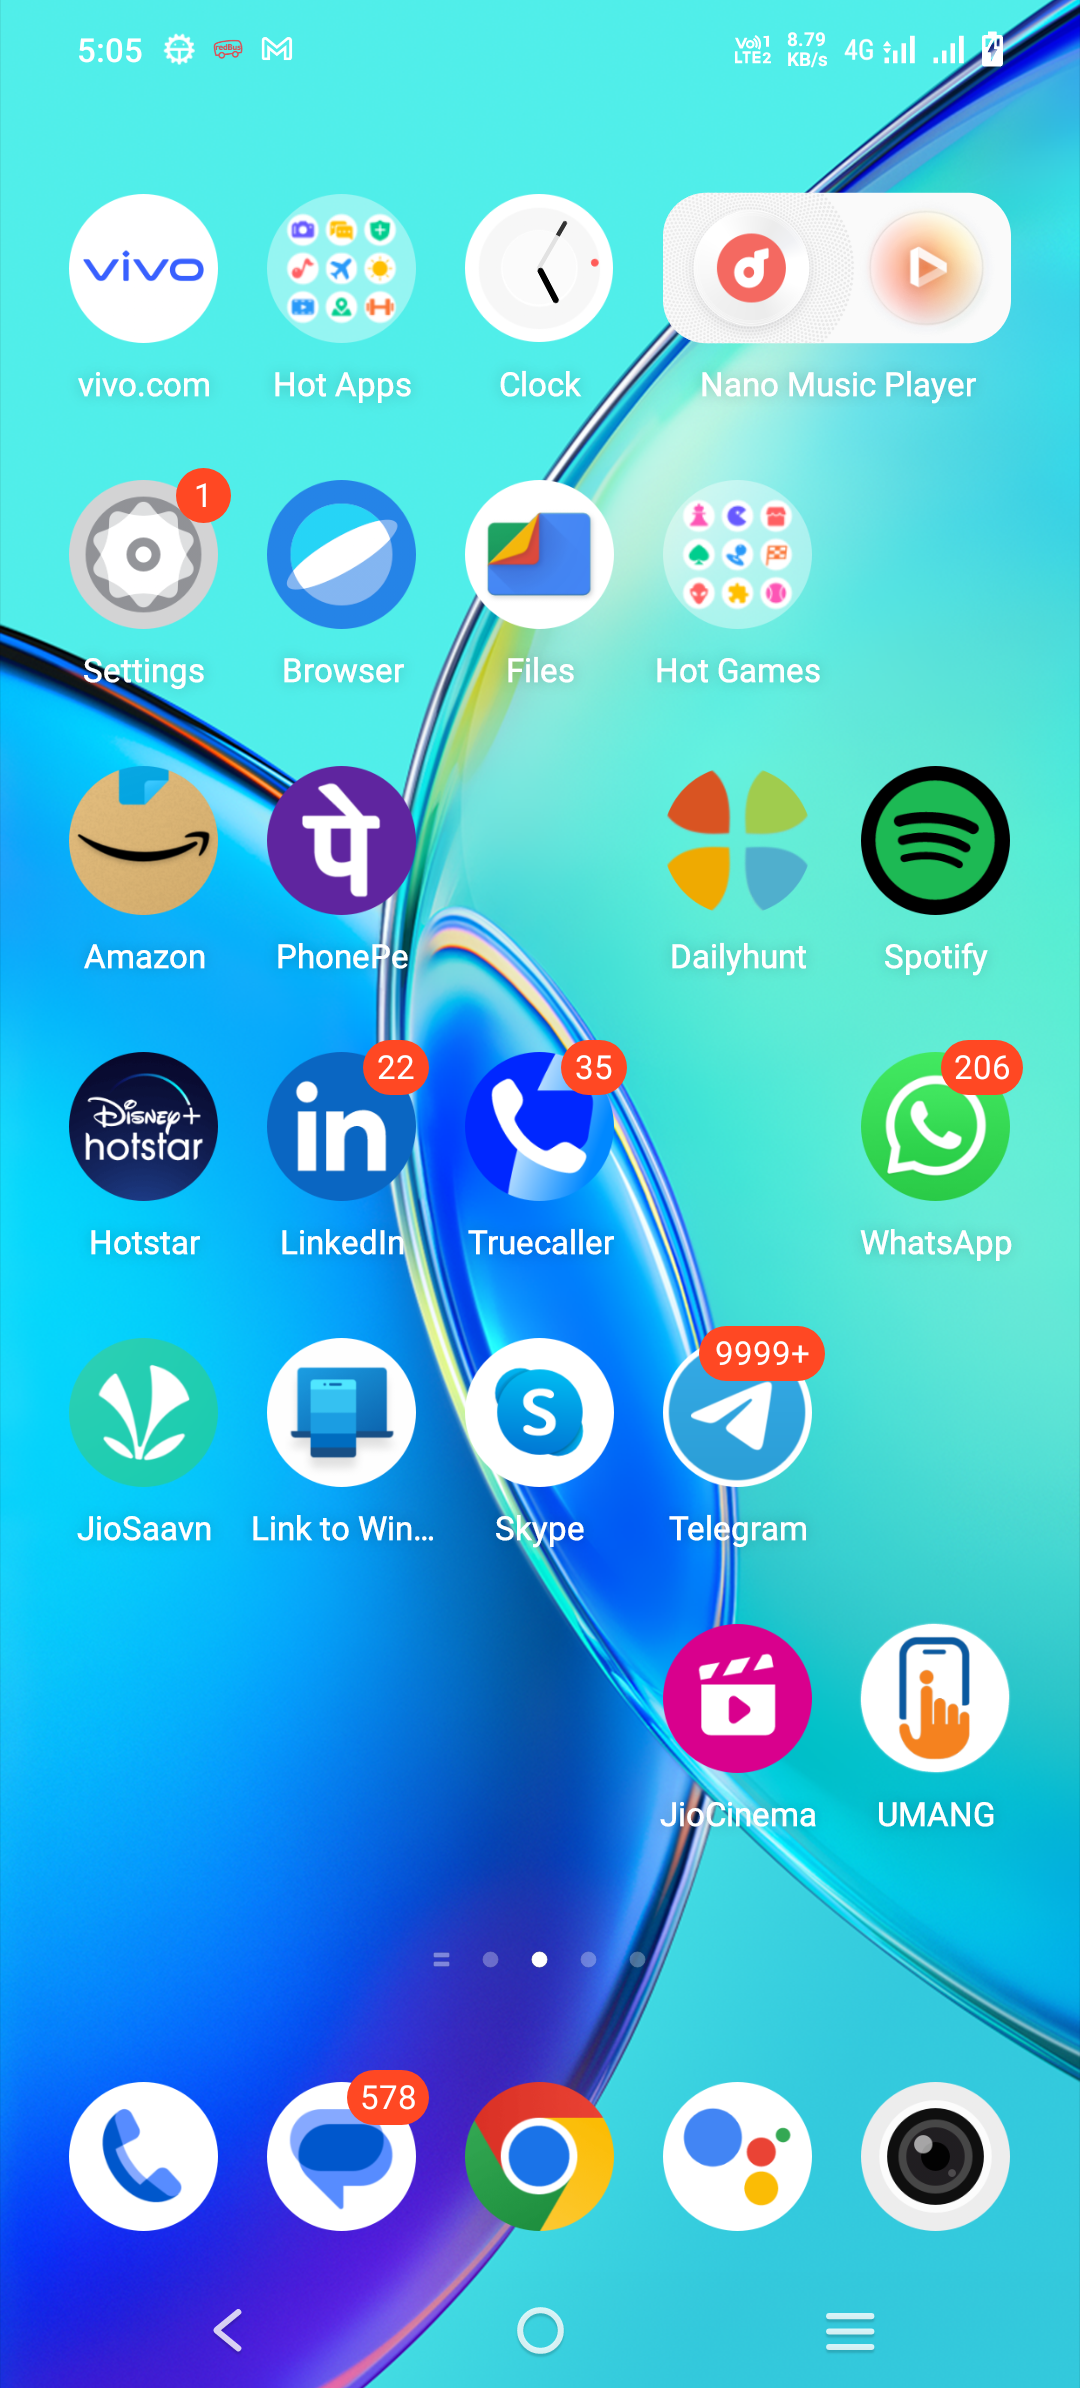 5:05 redBus Vo)) 1 LTE2 8.79 KB/s 4G
vivo
vivo.com Hot Apps Clock Nano Music Player
1
Settings Browser Files Hot Games
पे
Amazon PhonePe Dailyhunt Spotify
22 35 206
Disney+ hotstar in
Hotstar LinkedIn Truecaller WhatsApp
9999+
S
JioSaavn Link to Win... Skype Telegram
JioCinema UMANG
578